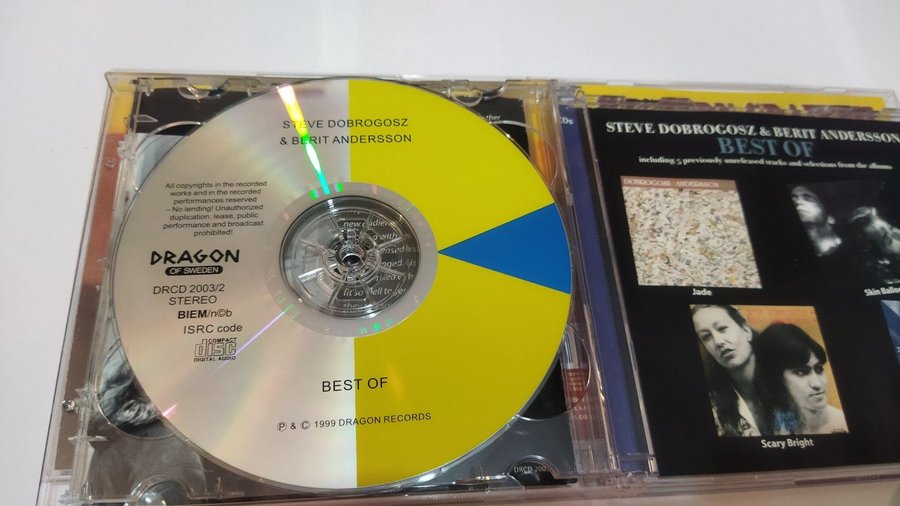 STEVE DOBROGOSZ
& BERIT ANDERSSON
All copyrights in the recorded
works and in the recorded
performances reserved
– No lending! Unauthorized
duplication, lease, public
performance and broadcast
prohibited!
DRAGON
OF SWEDEN
DRCD 2003/2
STEREO
BIEM/n©b
ISRC code
COMPACT
disc
DIGITAL AUDIO
BEST OF
℗ & © 1999 DRAGON RECORDS
STEVE DOBROGOSZ & BERIT ANDERSSON
BEST OF
including 5 previously unreleased tracks and selections from the albums
DOBROGOSZ ANDERSSON
Jade
Skin Balloo
Scary Bright